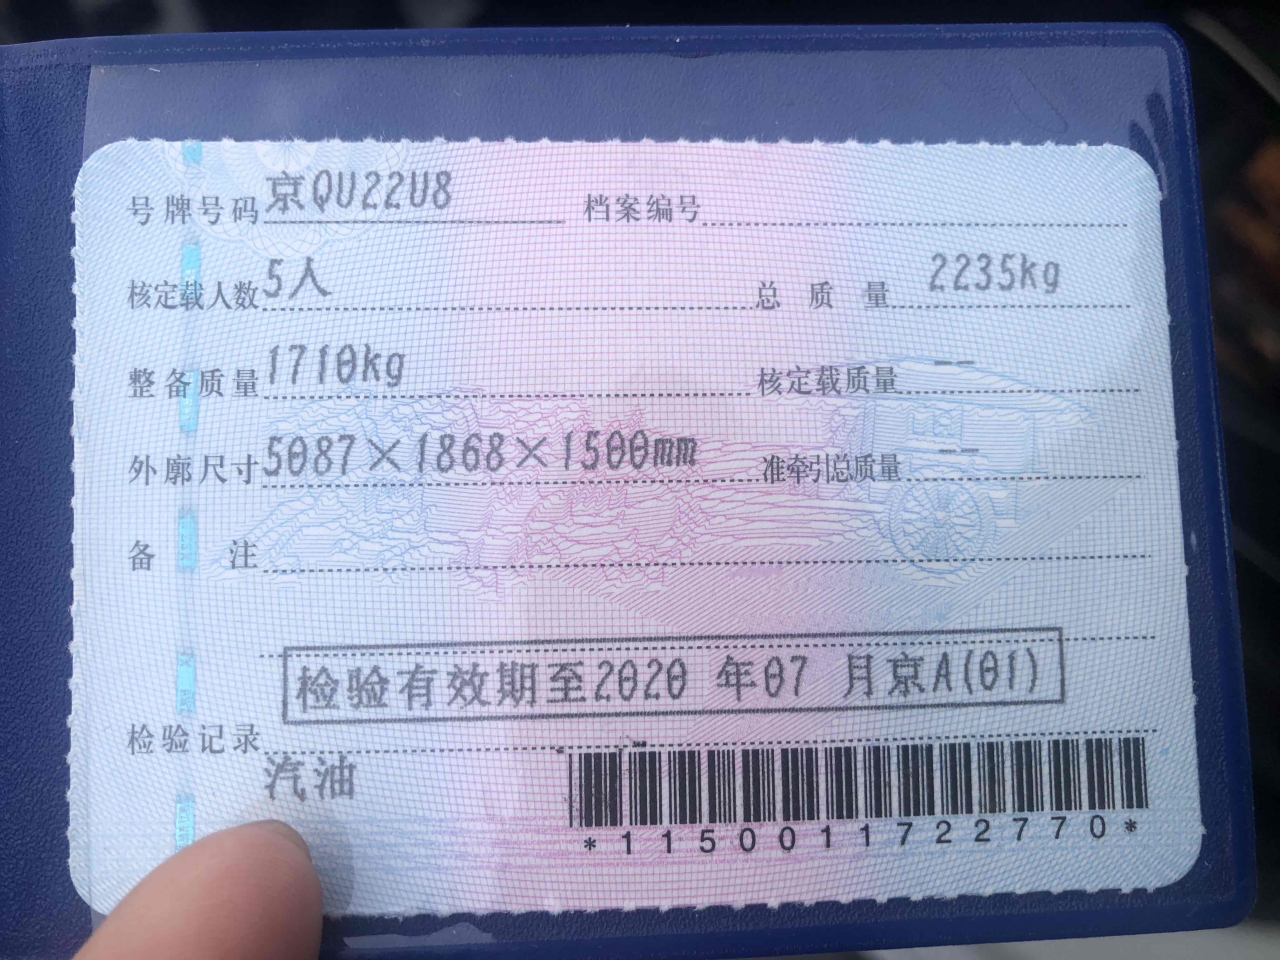 号牌号码 京QU22U8 档案编号
核定载人数 5人 总质量 2235kg
整备质量 1710kg 核定载质量 --
外廓尺寸 5087×1868×1500mm 准牵引总质量 --
备注
检验有效期至2020 年07 月京A(01)
检验记录
汽油
*1150011722770*